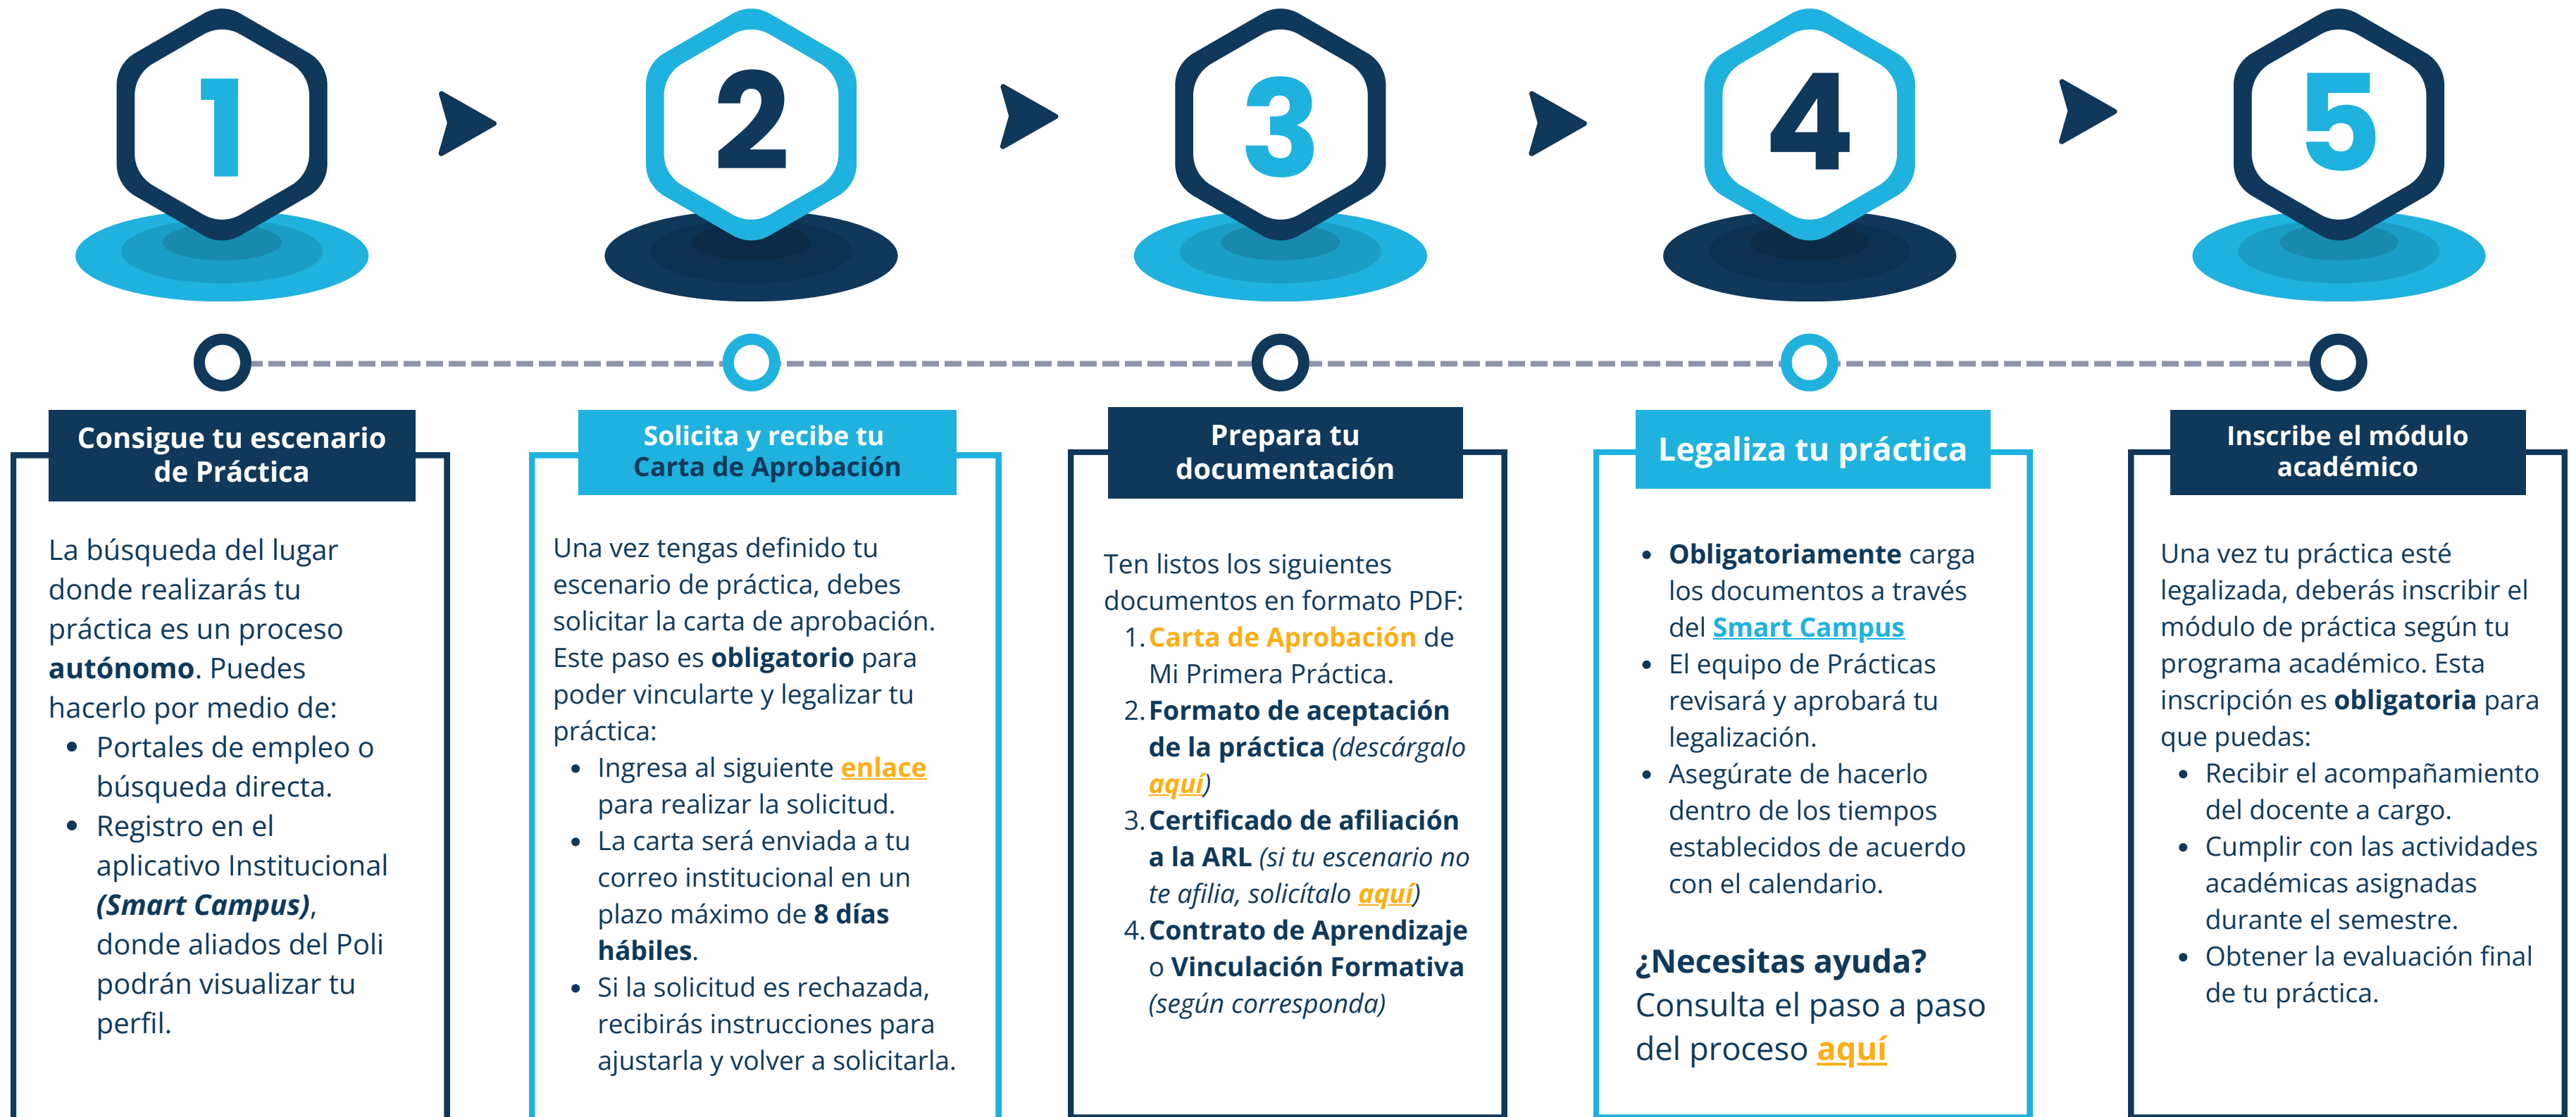 1
2
3
4
5
Consigue tu escenario
de Práctica
La búsqueda del lugar
donde realizarás tu
práctica es un proceso
autónomo. Puedes
hacerlo por medio de:
• Portales de empleo o
búsqueda directa.
• Registro en el
aplicativo Institucional
(Smart Campus),
donde aliados del Poli
podrán visualizar tu
perfil.
Solicita y recibe tu
Carta de Aprobación
Una vez tengas definido tu
escenario de práctica, debes
solicitar la carta de aprobación.
Este paso es obligatorio para
poder vincularte y legalizar tu
práctica:
• Ingresa al siguiente enlace
para realizar la solicitud.
• La carta será enviada a tu
correo institucional en un
plazo máximo de 8 días
hábiles.
• Si la solicitud es rechazada,
recibirás instrucciones para
ajustarla y volver a solicitarla.
Prepara tu
documentación
Ten listos los siguientes
documentos en formato PDF:
1. Carta de Aprobación de
Mi Primera Práctica.
2. Formato de aceptación
de la práctica (descárgalo
aquí)
3. Certificado de afiliación
a la ARL (si tu escenario no
te afilia, solicítalo aquí)
4. Contrato de Aprendizaje
o Vinculación Formativa
(según corresponda)
Legaliza tu práctica
• Obligatoriamente carga
los documentos a través
del Smart Campus
• El equipo de Prácticas
revisará y aprobará tu
legalización.
• Asegúrate de hacerlo
dentro de los tiempos
establecidos de acuerdo
con el calendario.
¿Necesitas ayuda?
Consulta el paso a paso
del proceso aquí
Inscribe el módulo
académico
Una vez tu práctica esté
legalizada, deberás inscribir el
módulo de práctica según tu
programa académico. Esta
inscripción es obligatoria para
que puedas:
• Recibir el acompañamiento
del docente a cargo.
• Cumplir con las actividades
académicas asignadas
durante el semestre.
• Obtener la evaluación final
de tu práctica.